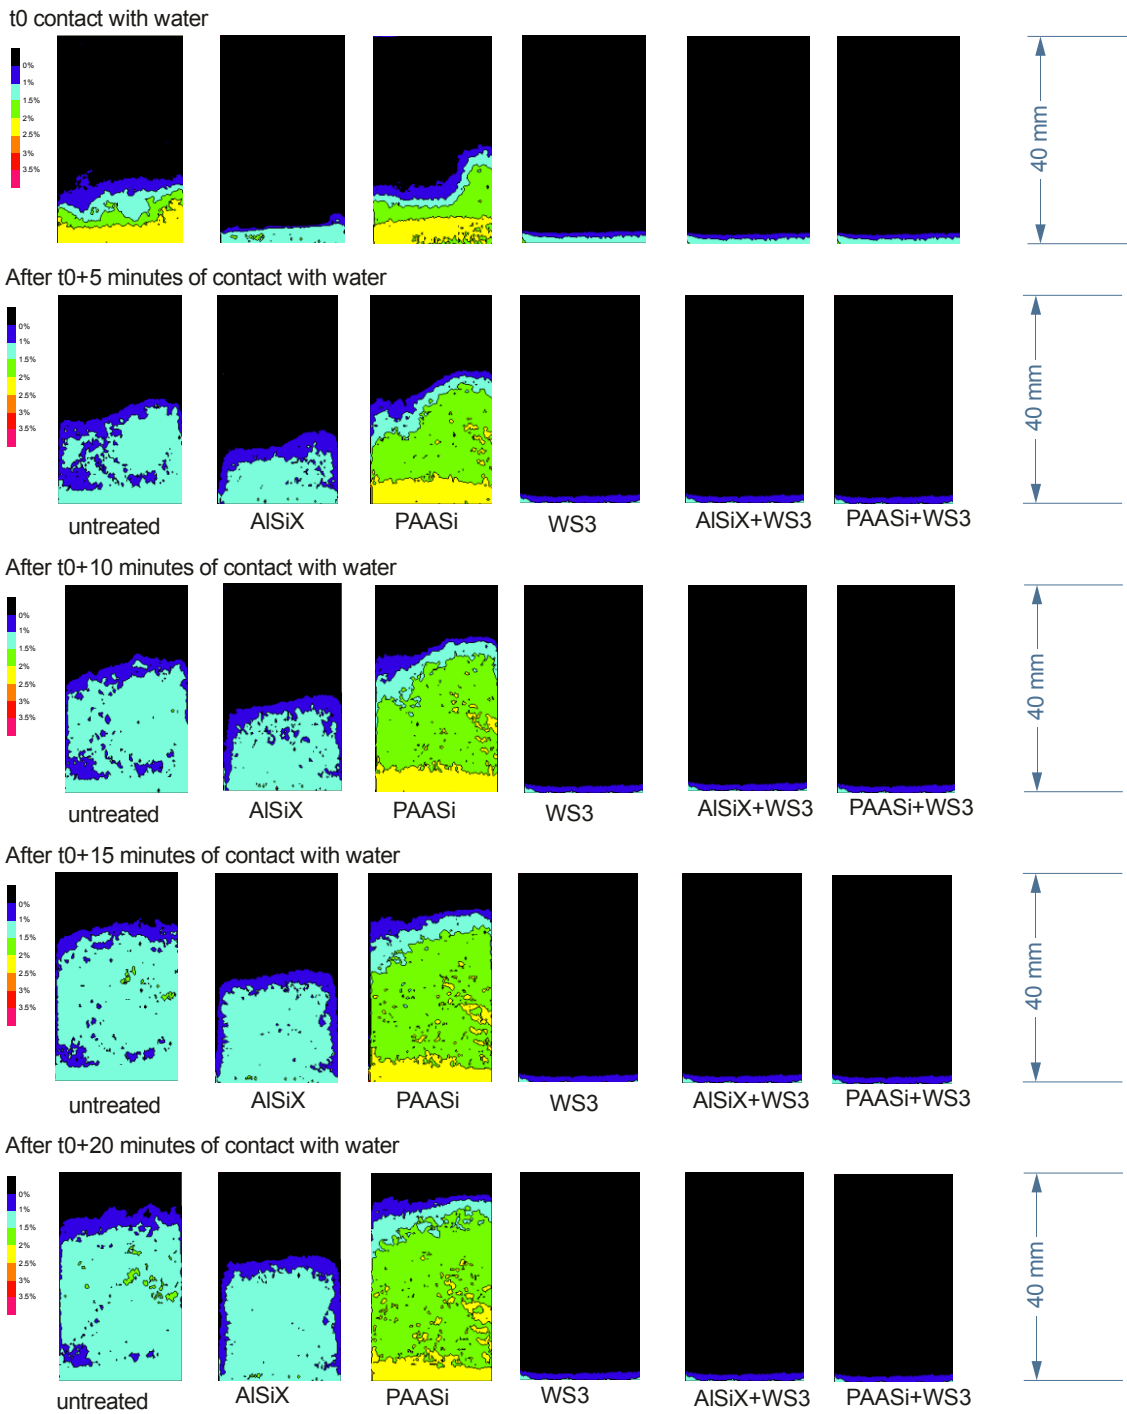 t0 contact with water
0%
1%
1.5%
2%
2.5%
3%
3.5%
40 mm
After t0+5 minutes of contact with water
0%
1%
1.5%
2%
2.5%
3%
3.5%
40 mm
untreated AlSiX PAASi WS3 AlSiX+WS3 PAASi+WS3
After t0+10 minutes of contact with water
0%
1%
1.5%
2%
2.5%
3%
3.5%
40 mm
untreated AlSiX PAASi WS3 AlSiX+WS3 PAASi+WS3
After t0+15 minutes of contact with water
0%
1%
1.5%
2%
2.5%
3%
3.5%
40 mm
untreated AlSiX PAASi WS3 AlSiX+WS3 PAASi+WS3
After t0+20 minutes of contact with water
0%
1%
1.5%
2%
2.5%
3%
3.5%
40 mm
untreated AlSiX PAASi WS3 AlSiX+WS3 PAASi+WS3